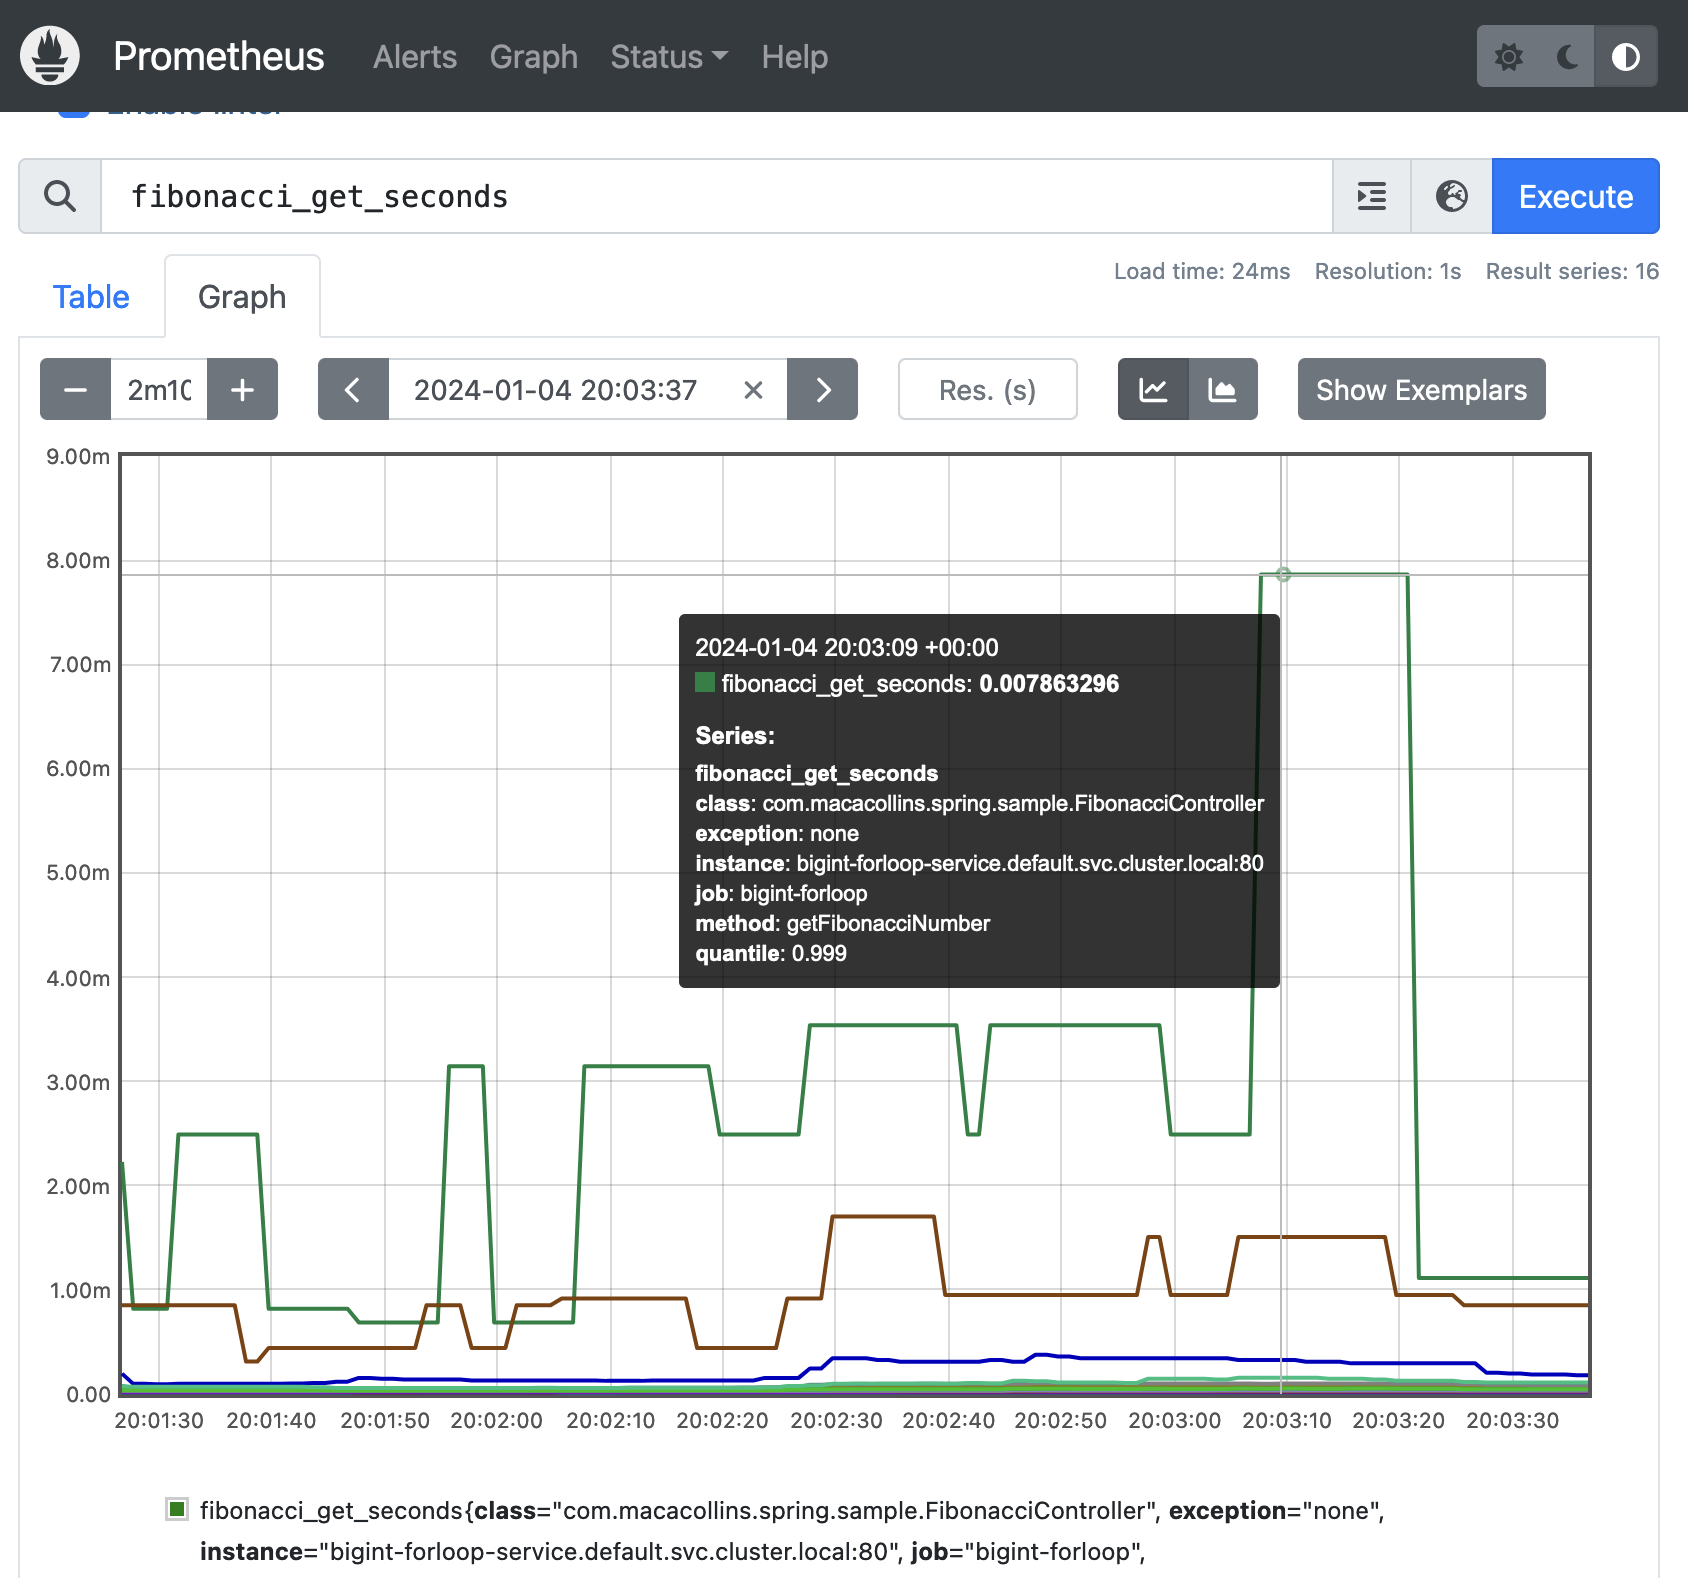 Prometheus Alerts Graph Status Help
Enable linter
fibonacci_get_seconds Execute
Load time: 24ms Resolution: 1s Result series: 16
Table Graph
2m10 2024-01-04 20:03:37 Res. (s) Show Exemplars
9.00m
8.00m
7.00m
6.00m
5.00m
4.00m
3.00m
2.00m
1.00m
0.00
2024-01-04 20:03:09 +00:00
fibonacci_get_seconds: 0.007863296
Series:
fibonacci_get_seconds
class: com.macacollins.spring.sample.FibonacciController
exception: none
instance: bigint-forloop-service.default.svc.cluster.local:80
job: bigint-forloop
method: getFibonacciNumber
quantile: 0.999
20:01:30 20:01:40 20:01:50 20:02:00 20:02:10 20:02:20 20:02:30 20:02:40 20:02:50 20:03:00 20:03:10 20:03:20 20:03:30
fibonacci_get_seconds{class="com.macacollins.spring.sample.FibonacciController", exception="none",
instance="bigint-forloop-service.default.svc.cluster.local:80", job="bigint-forloop",